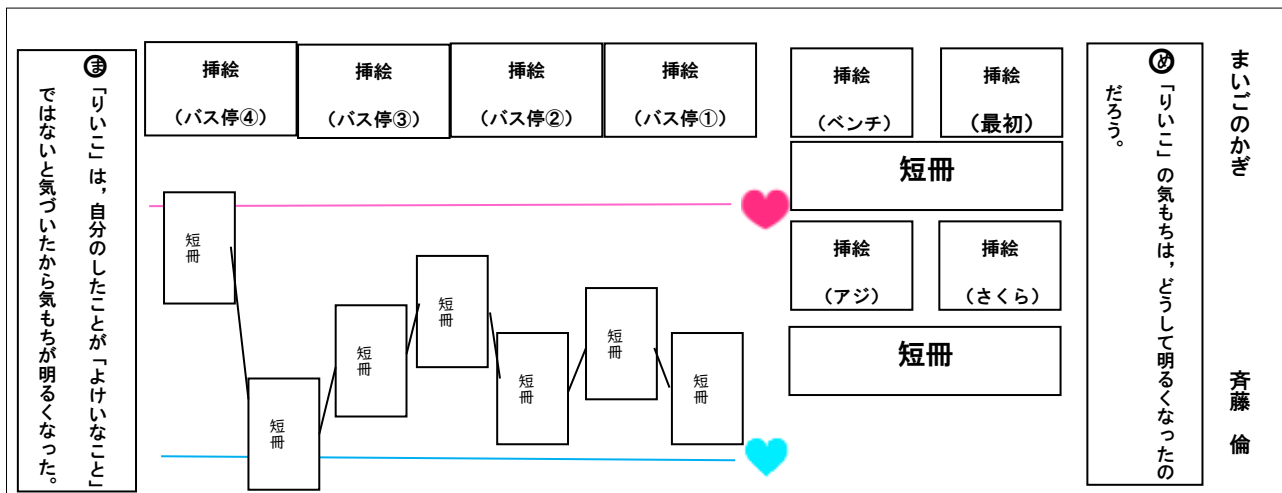 まいごのかぎ　斉藤　倫
め「りいこ」の気もちは，どうして明るくなったの
だろう。
挿絵
（最初）
挿絵
（ベンチ）
短冊
挿絵
（さくら）
挿絵
（アジ）
短冊
挿絵
（バス停①）
挿絵
（バス停②）
挿絵
（バス停③）
挿絵
（バス停④）
短冊
短冊
短冊
短冊
短冊
短冊
短冊
ま「りいこ」は，自分のしたことが「よけいなこと」
ではないと気づいたから気もちが明るくなった。